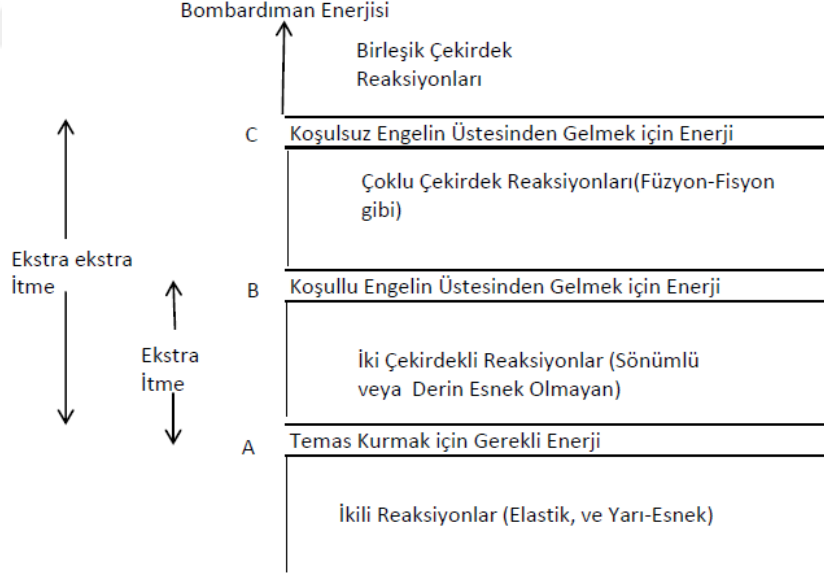 Bombardıman Enerjisi
Birleşik Çekirdek
Reaksiyonları
C
Koşulsuz Engelin Üstesinden Gelmek için Enerji
Çoklu Çekirdek Reaksiyonları(Füzyon-Fisyon
gibi)
Ekstra ekstra
İtme
B
Koşullu Engelin Üstesinden Gelmek için Enerji
Ekstra
İtme
İki Çekirdekli Reaksiyonlar (Sönümlü
veya Derin Esnek Olmayan)
A
Temas Kurmak için Gerekli Enerji
İkili Reaksiyonlar (Elastik, ve Yarı-Esnek)